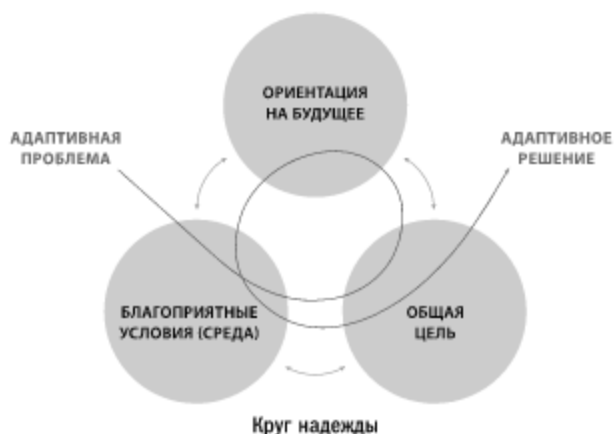 ОРИЕНТАЦИЯ
НА БУДУЩЕЕ
АДАПТИВНАЯ
ПРОБЛЕМА
АДАПТИВНОЕ
РЕШЕНИЕ
БЛАГОПРИЯТНЫЕ
УСЛОВИЯ (СРЕДА)
ОБЩАЯ
ЦЕЛЬ
Круг надежды